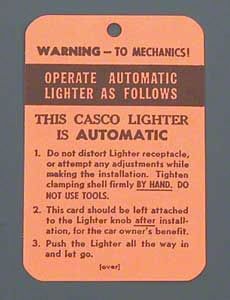 WARNING — TO MECHANICS!
OPERATE AUTOMATIC
LIGHTER AS FOLLOWS
THIS CASCO LIGHTER
IS AUTOMATIC
1. Do not distort Lighter receptacle,
or attempt any adjustments while
making the installation. Tighten
clamping shell firmly BY HAND. DO
NOT USE TOOLS.
2. This card should be left attached
to the Lighter knob after install-
ation, for the car owner's benefit.
3. Push the Lighter all the way in
and let go.
(over)